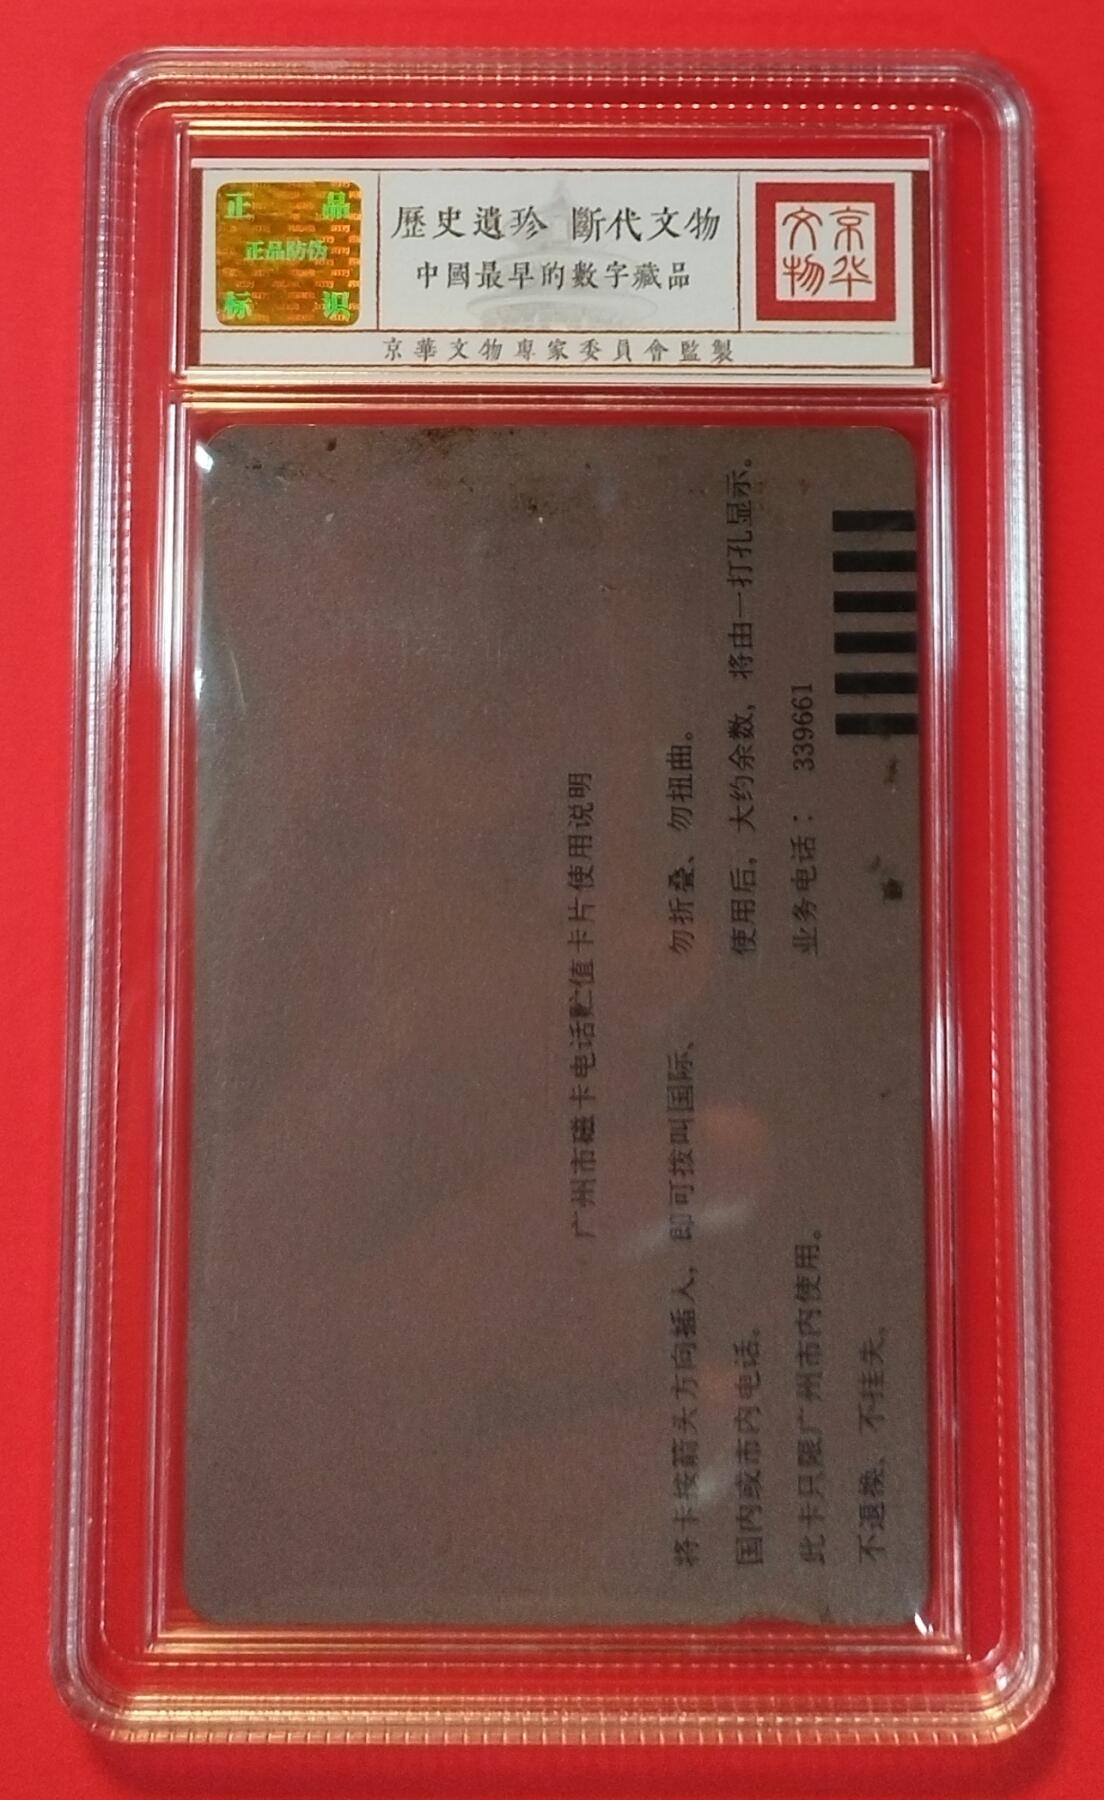 正 品
正品防伪
标 识
歷史遺珍 斷代文物
中國最早的數字藏品
京华
文物
京華文物專家委員會監製
广州市磁卡电话贮值卡片使用说明
将卡按箭头方向插入，即可拨叫国际、
国内或市内电话。
此卡只限广州市内使用。
不退换、不挂失。
勿折叠、勿扭曲。
使用后，大约余数，将由一打孔显示。
业务电话：339661